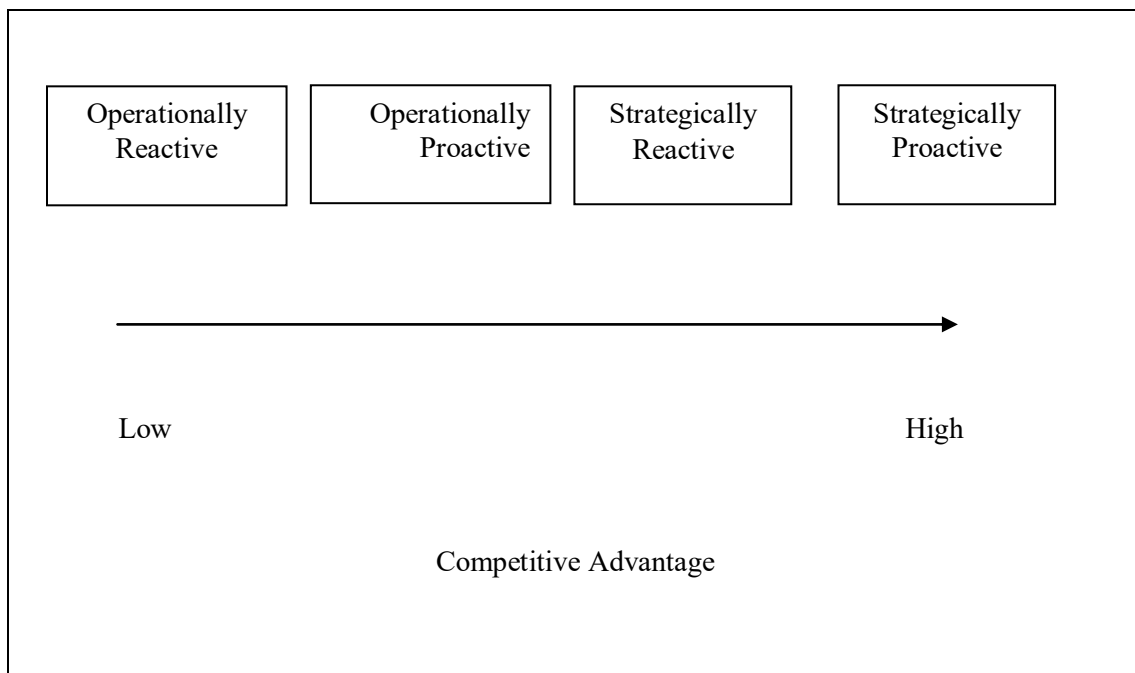 Operationally
Reactive
Operationally
Proactive
Strategically
Reactive
Strategically
Proactive
Low
High
Competitive Advantage